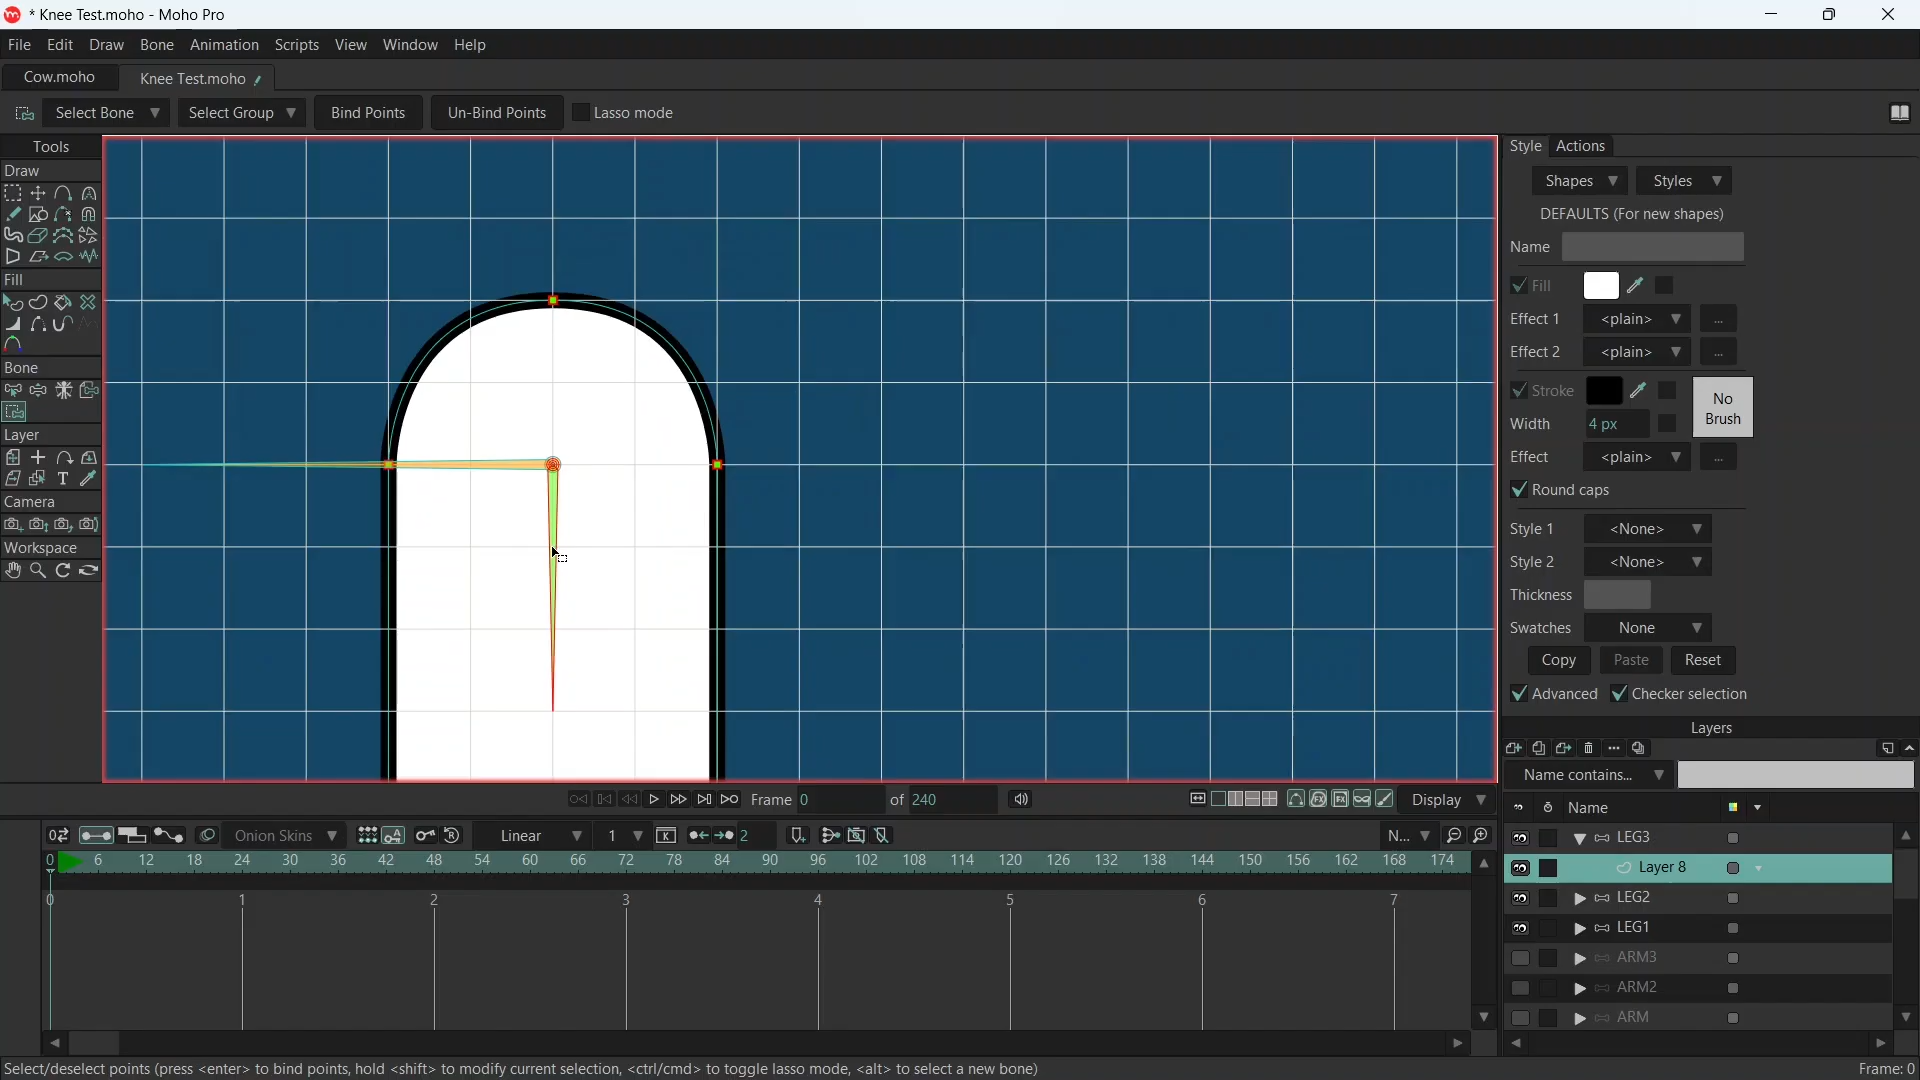 * Knee Test.moho - Moho Pro
File Edit Draw Bone Animation Scripts View Window Help
Cow.moho Knee Test.moho
Select Bone Select Group Bind Points Un-Bind Points Lasso mode
Tools
Draw
Fill
Bone
Layer
Camera
Workspace
Style Actions
Shapes Styles
DEFAULTS (For new shapes)
Name
Fill
Effect 1 <plain> ...
Effect 2 <plain> ...
Stroke No Brush
Width 4 px
Effect <plain> ...
Round caps
Style 1 <None>
Style 2 <None>
Thickness
Swatches None
Copy Paste Reset
Advanced Checker selection
Layers
Name contains...
Name
LEG3
Layer 8
LEG2
LEG1
ARM3
ARM2
ARM
Frame 0 of 240 Display
Onion Skins Linear 1 2 N...
0 6 12 18 24 30 36 42 48 54 60 66 72 78 84 90 96 102 108 114 120 126 132 138 144 150 156 162 168 174
0 1 2 3 4 5 6 7
Select/deselect points (press <enter> to bind points, hold <shift> to modify current selection, <ctrl/cmd> to toggle lasso mode, <alt> to select a new bone) Frame: 0